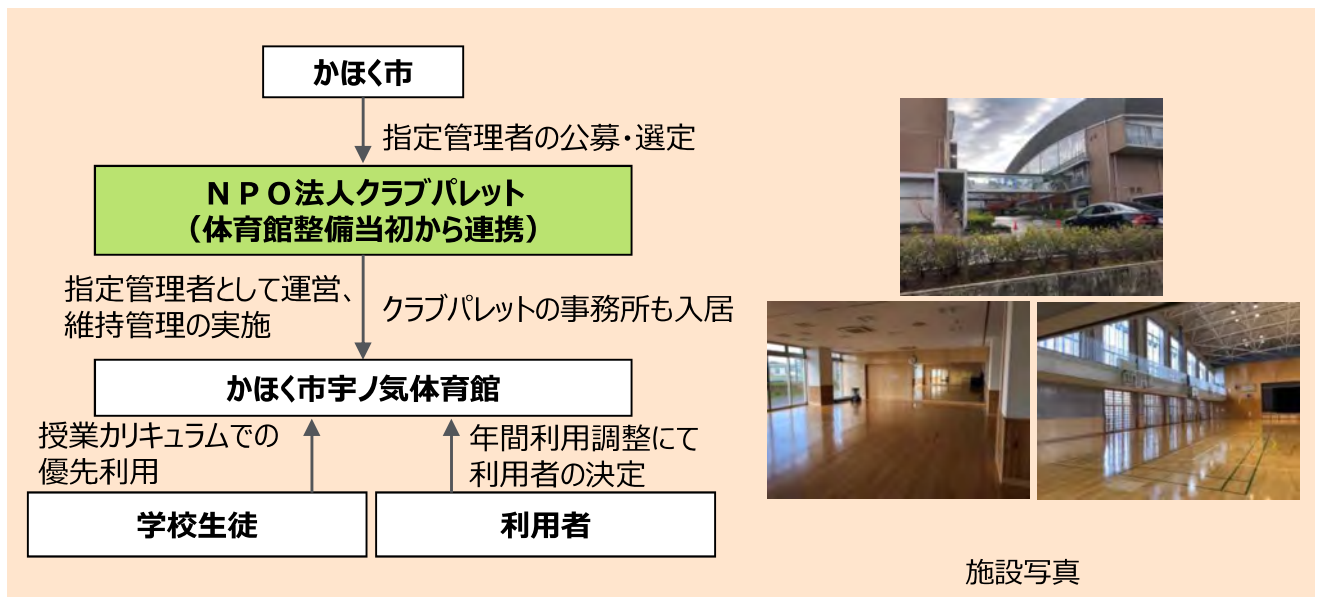 かほく市
指定管理者の公募・選定
ＮＰＯ法人クラブパレット
（体育館整備当初から連携）
指定管理者として運営、
維持管理の実施
クラブパレットの事務所も入居
かほく市宇ノ気体育館
授業カリキュラムでの
優先利用
年間利用調整にて
利用者の決定
学校生徒
利用者
施設写真